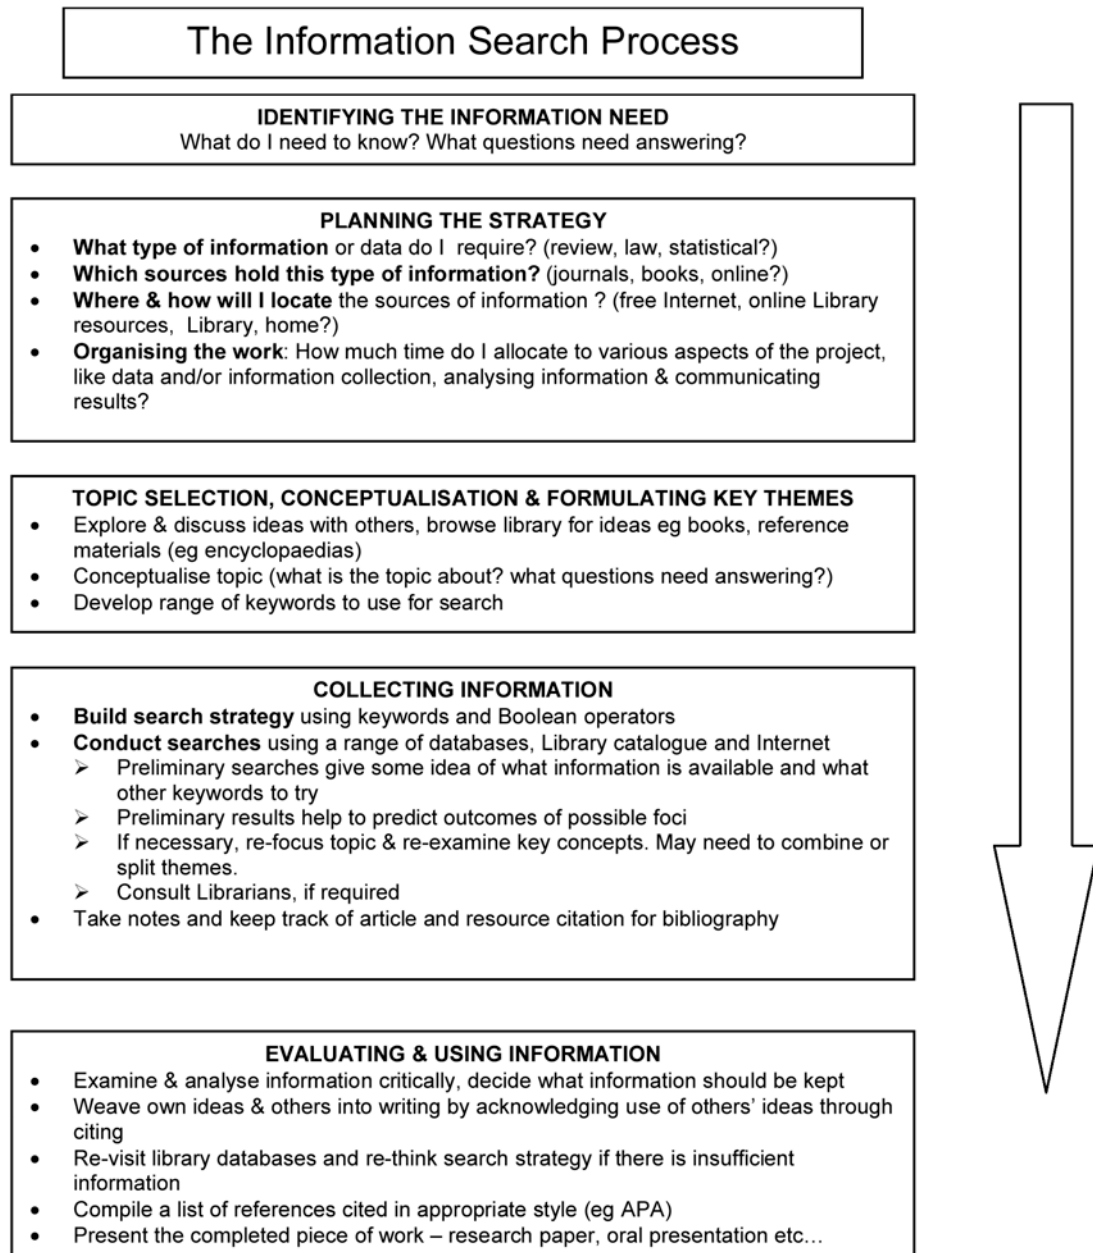 The Information Search Process
IDENTIFYING THE INFORMATION NEED
What do I need to know? What questions need answering?
PLANNING THE STRATEGY
• What type of information or data do I  require? (review, law, statistical?)
• Which sources hold this type of information? (journals, books, online?)
• Where & how will I locate the sources of information ? (free Internet, online Library
resources,  Library, home?)
• Organising the work: How much time do I allocate to various aspects of the project,
like data and/or information collection, analysing information & communicating
results?
TOPIC SELECTION, CONCEPTUALISATION & FORMULATING KEY THEMES
• Explore & discuss ideas with others, browse library for ideas eg books, reference
materials (eg encyclopaedias)
• Conceptualise topic (what is the topic about? what questions need answering?)
• Develop range of keywords to use for search
COLLECTING INFORMATION
• Build search strategy using keywords and Boolean operators
• Conduct searches using a range of databases, Library catalogue and Internet
➢ Preliminary searches give some idea of what information is available and what
other keywords to try
➢ Preliminary results help to predict outcomes of possible foci
➢ If necessary, re-focus topic & re-examine key concepts. May need to combine or
split themes.
➢ Consult Librarians, if required
• Take notes and keep track of article and resource citation for bibliography
EVALUATING & USING INFORMATION
• Examine & analyse information critically, decide what information should be kept
• Weave own ideas & others into writing by acknowledging use of others' ideas through
citing
• Re-visit library databases and re-think search strategy if there is insufficient
information
• Compile a list of references cited in appropriate style (eg APA)
• Present the completed piece of work – research paper, oral presentation etc…